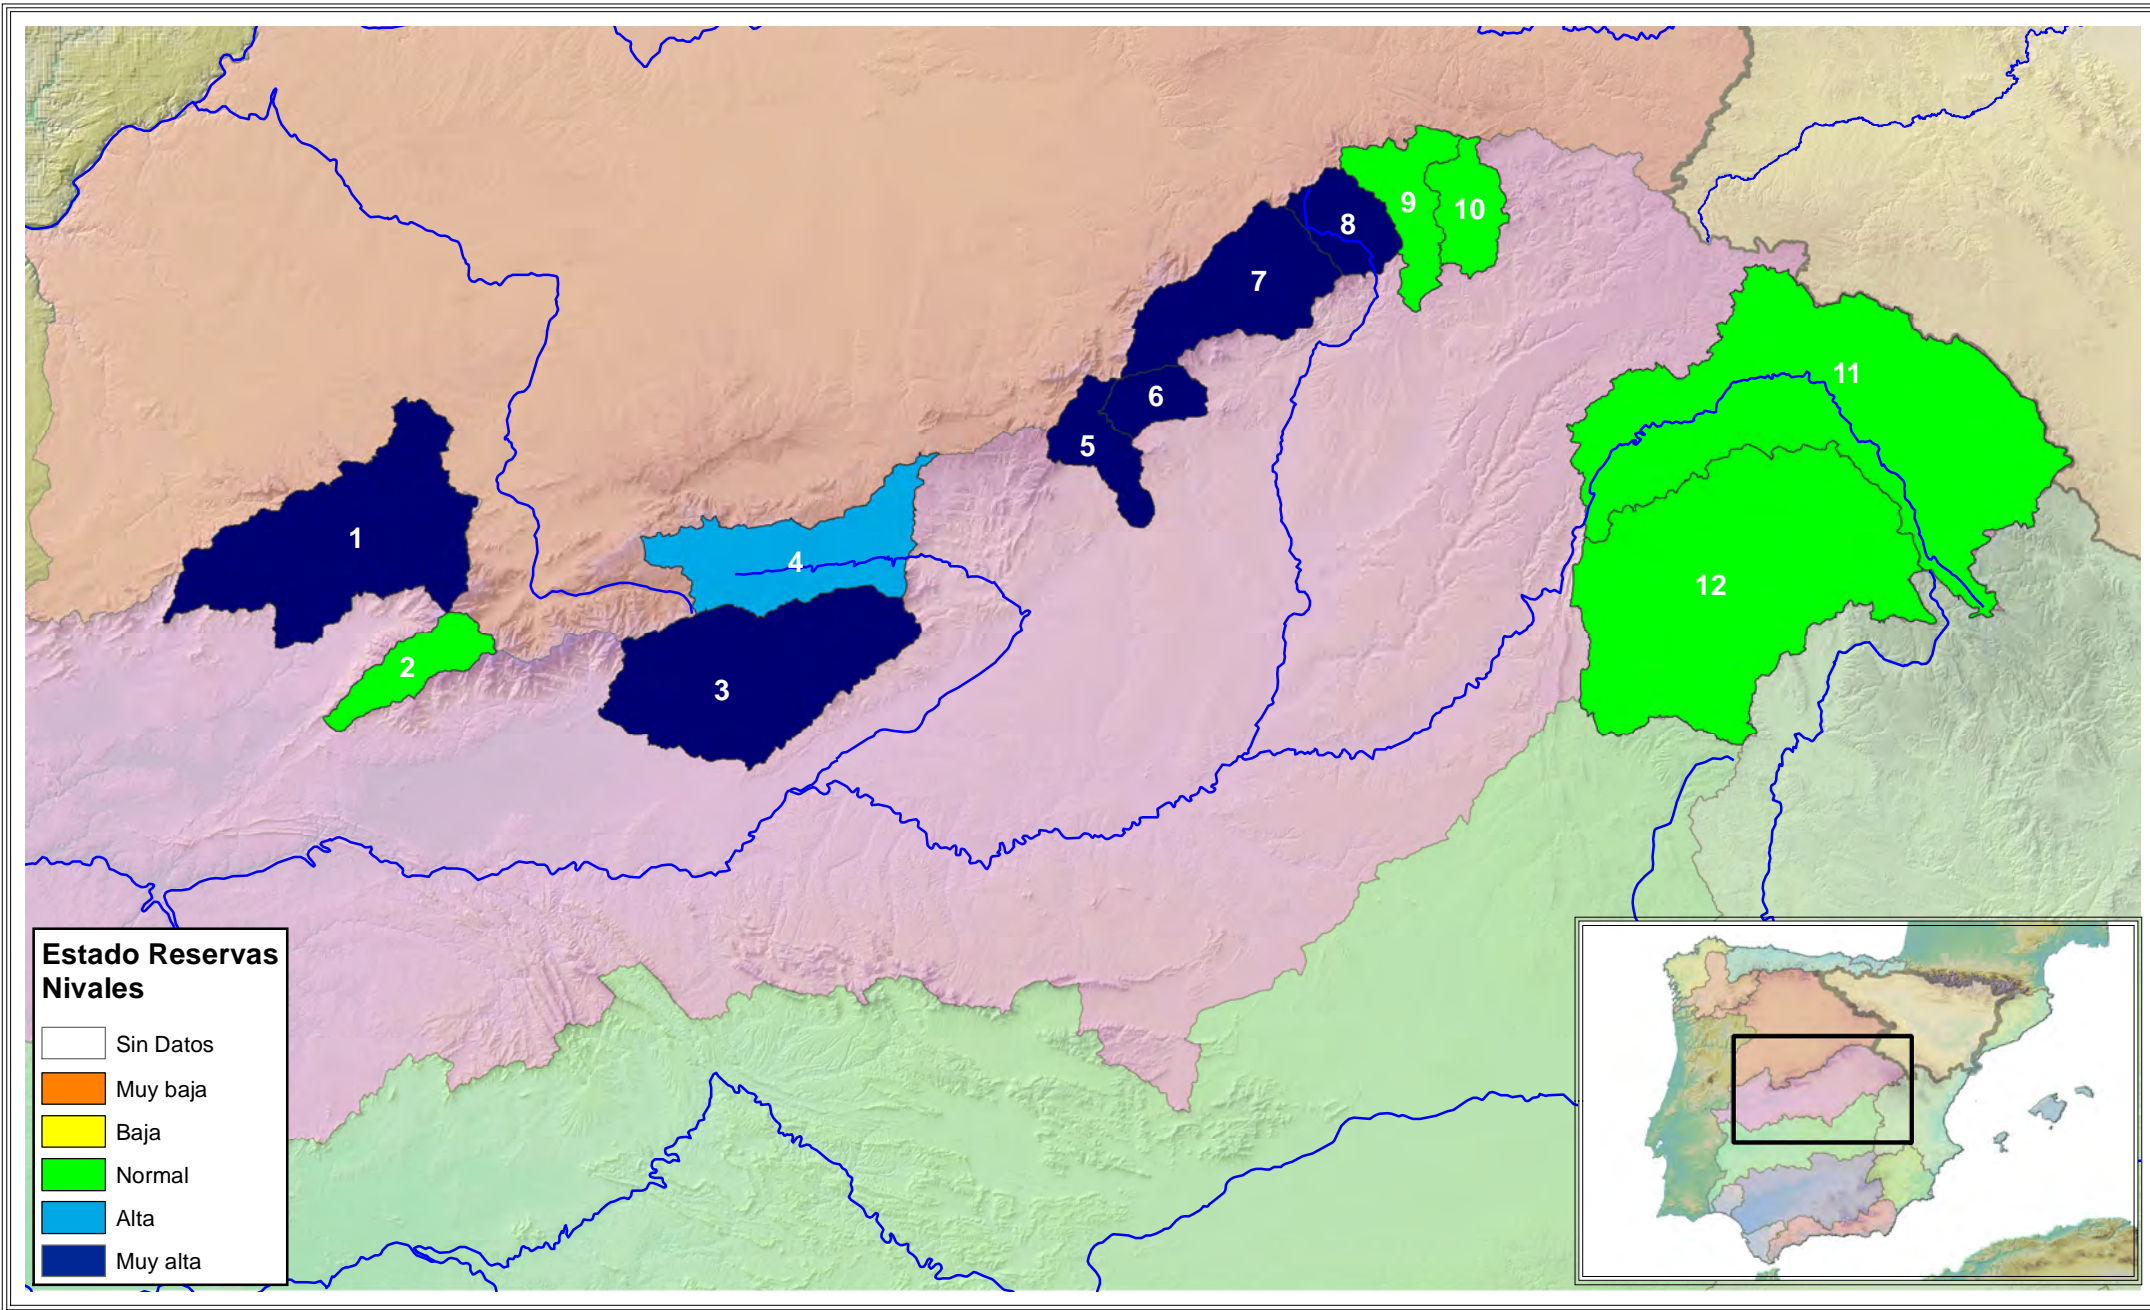 9
10
8
7
11
6
5
1
4
12
2
3
Estado Reservas
Nivales
Sin Datos
Muy baja
Baja
Normal
Alta
Muy alta